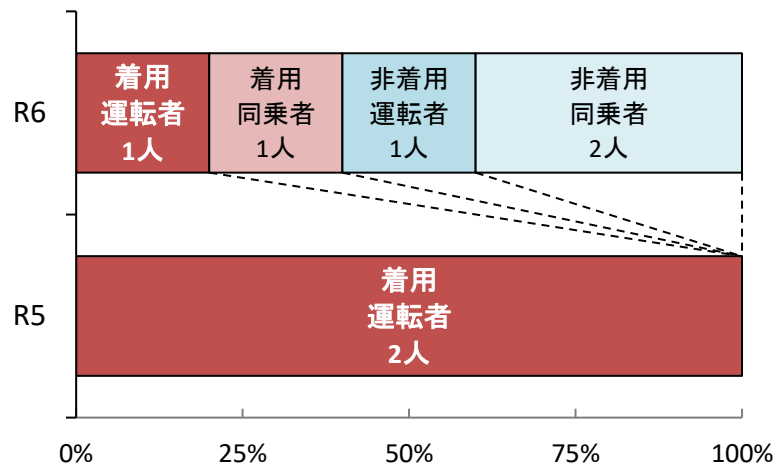 R6
着用
運転者
1人
着用
同乗者
1人
非着用
運転者
1人
非着用
同乗者
2人
R5
着用
運転者
2人
0%
25%
50%
75%
100%